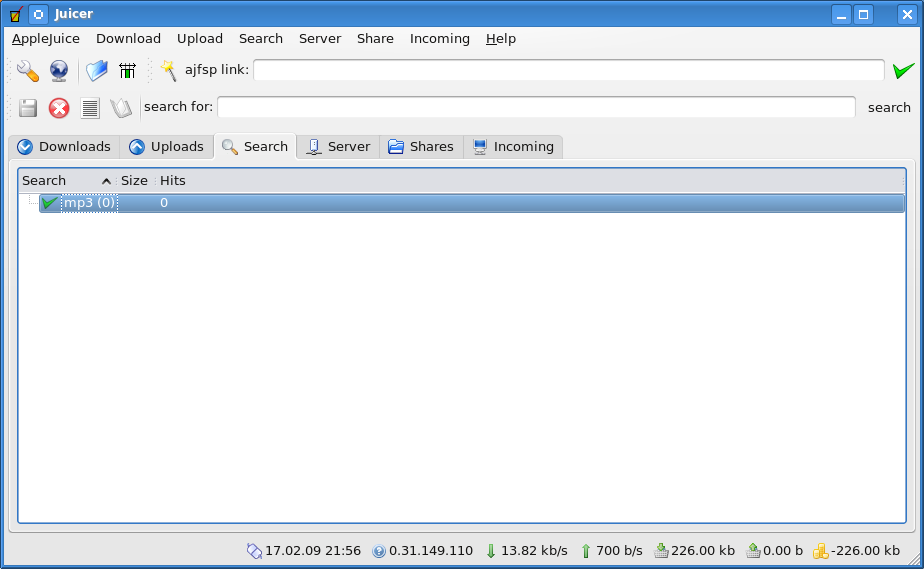 Juicer
AppleJuice Download Upload Search Server Share Incoming Help
ajfsp link:
search for: search
Downloads Uploads Search Server Shares Incoming
Search Size Hits
mp3 (0) 0
17.02.09 21:56 0.31.149.110 13.82 kb/s 700 b/s 226.00 kb 0.00 b -226.00 kb